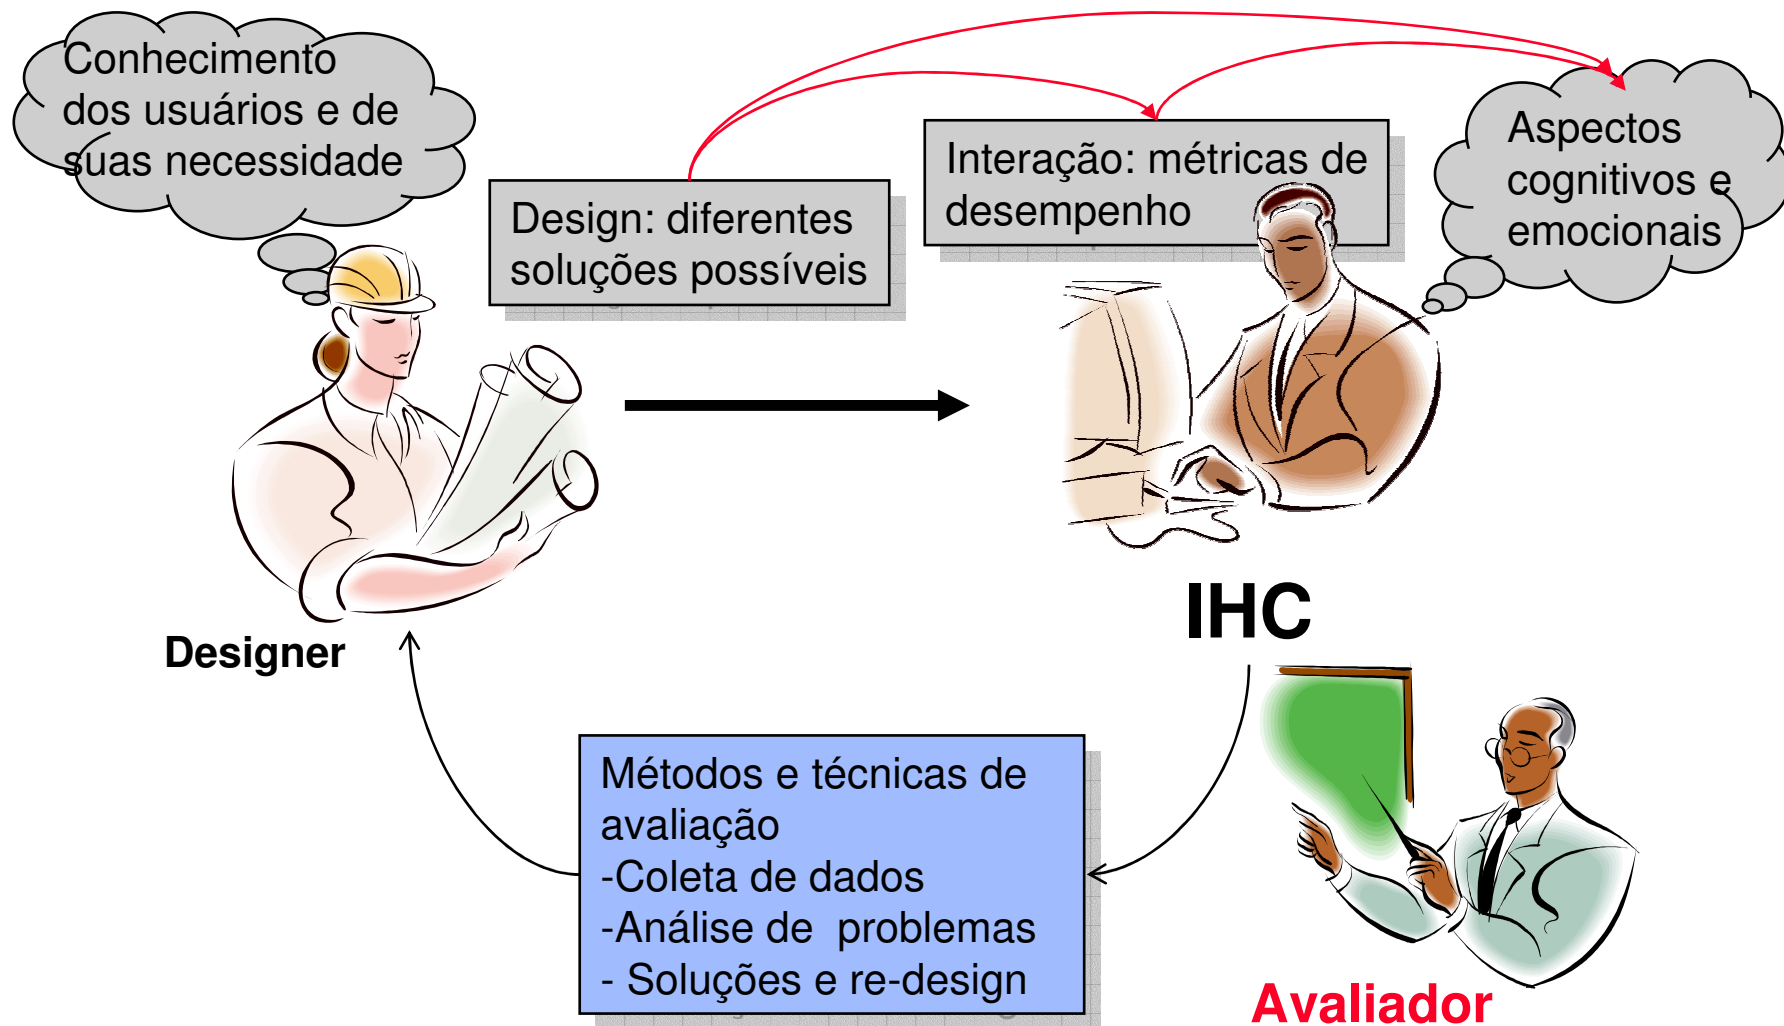 Conhecimento
dos usuários e de
suas necessidade
Design: diferentes
soluções possíveis
Interação: métricas de
desempenho
Aspectos
cognitivos e
emocionais
Designer
IHC
Métodos e técnicas de
avaliação
-Coleta de dados
-Análise de  problemas
- Soluções e re-design
Avaliador